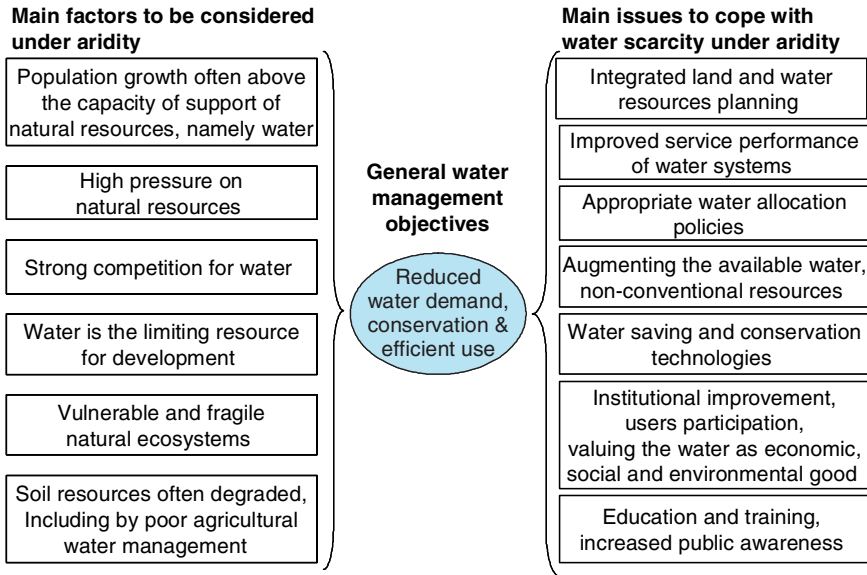 Main factors to be considered
under aridity
Population growth often above
the capacity of support of
natural resources, namely water
High pressure on
natural resources
Strong competition for water
Water is the limiting resource
for development
Vulnerable and fragile
natural ecosystems
Soil resources often degraded,
Including by poor agricultural
water management
General water
management
objectives
Reduced
water demand,
conservation &
efficient use
Main issues to cope with
water scarcity under aridity
Integrated land and water
resources planning
Improved service performance
of water systems
Appropriate water allocation
policies
Augmenting the available water,
non-conventional resources
Water saving and conservation
technologies
Institutional improvement,
users participation,
valuing the water as economic,
social and environmental good
Education and training,
increased public awareness